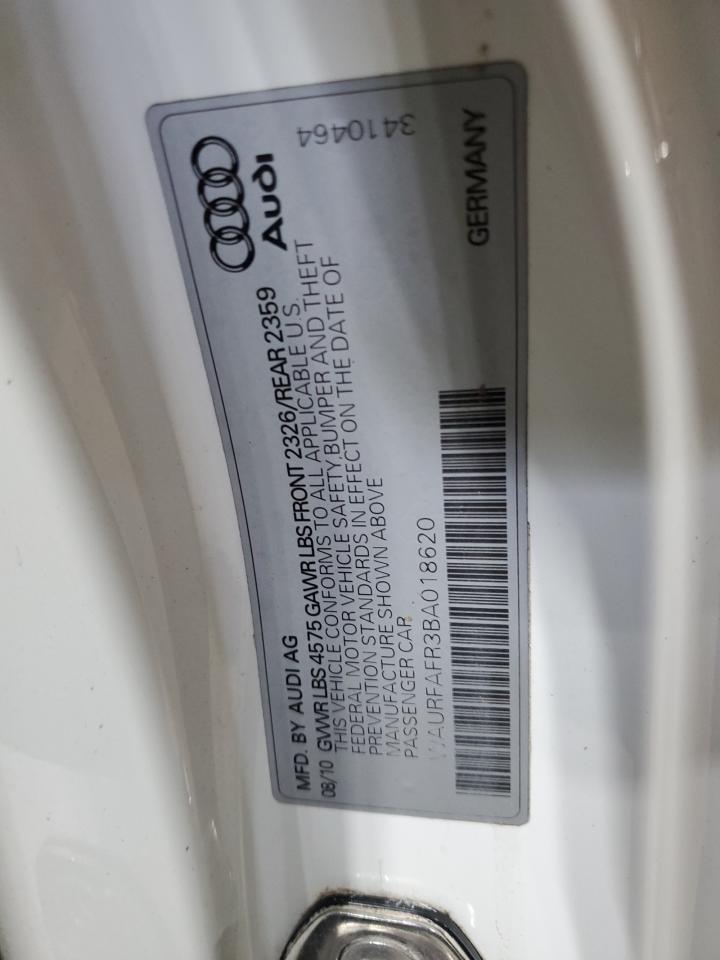 MFD. BY AUDI AG
08/10 GVWR LBS 4575 GAWR LBS FRONT 2326/REAR 2359
THIS VEHICLE CONFORMS TO ALL APPLICABLE U.S.
FEDERAL MOTOR VEHICLE SAFETY, BUMPER AND THEFT
PREVENTION STANDARDS IN EFFECT ON THE DATE OF
MANUFACTURE SHOWN ABOVE
PASSENGER CAR
WAURFAFR3BA018620
Audi
3410464
GERMANY